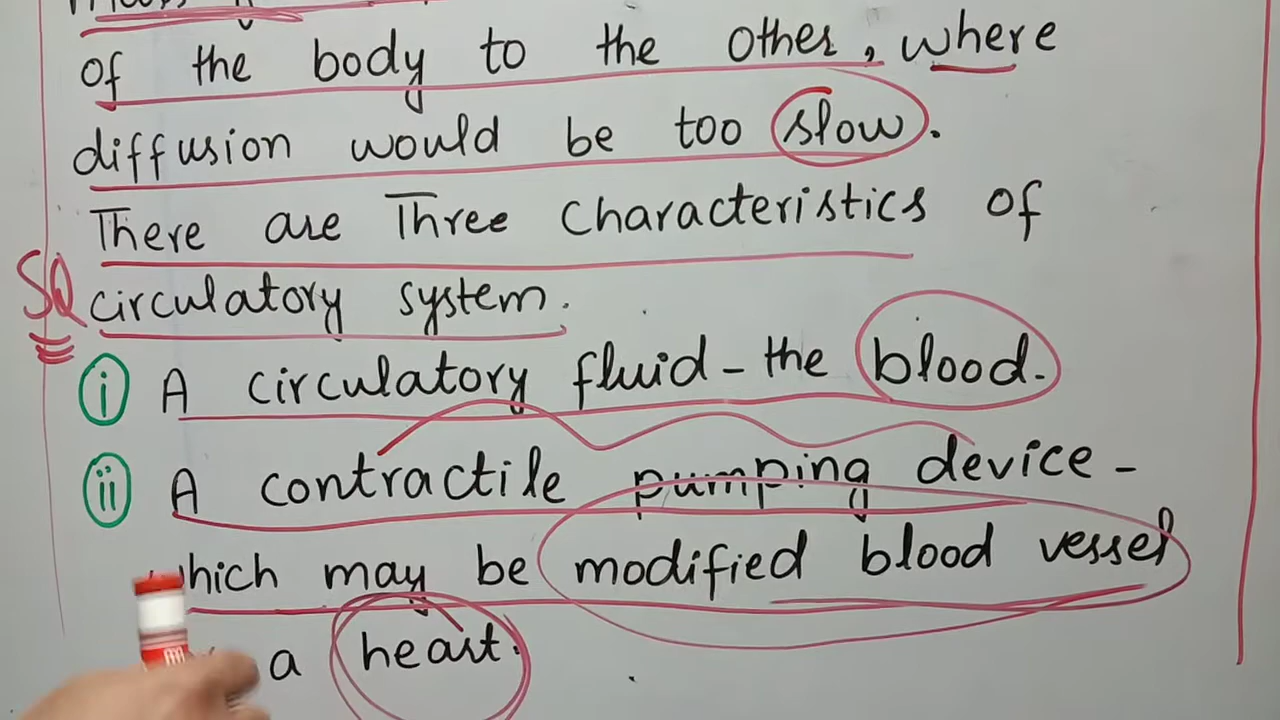 of the body to the other, where
diffusion would be too slow.
There are Three characteristics of
SQ circulatory system.
i A circulatory fluid - the blood.
ii A contractile pumping device -
which may be modified blood vessel
a heart.